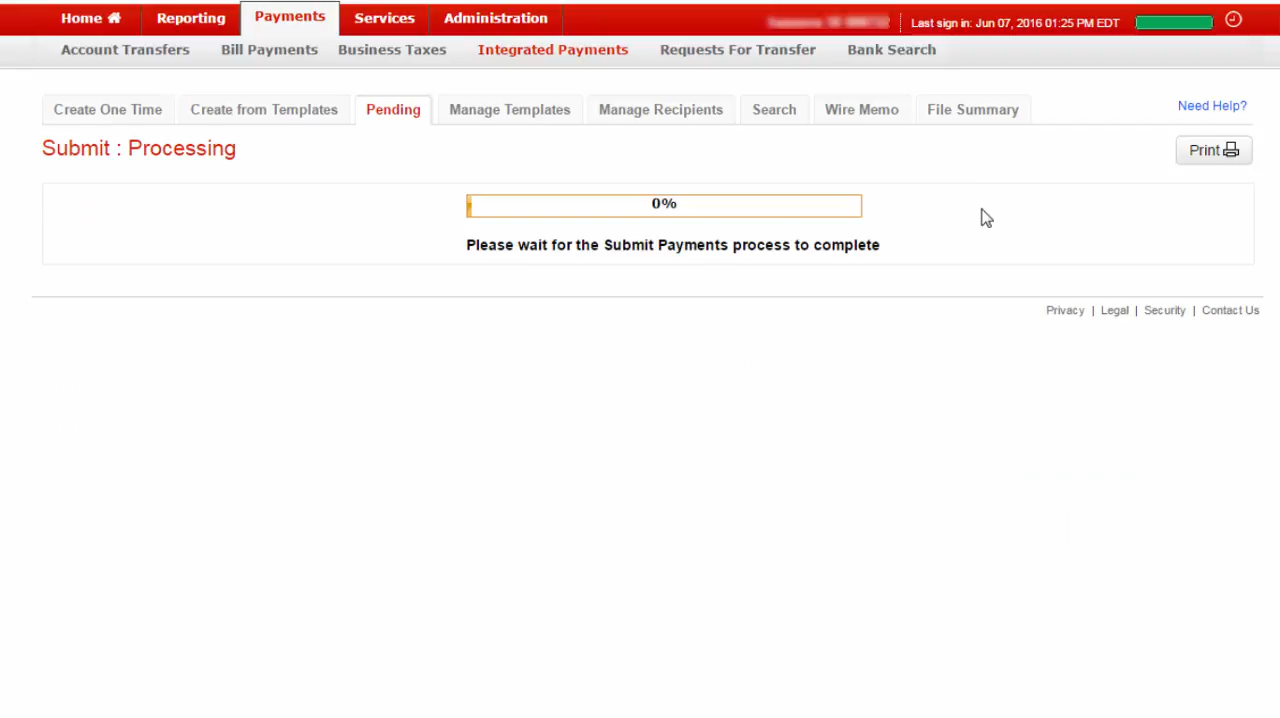 Home Reporting Payments Services Administration Last sign in: Jun 07, 2016 01:25 PM EDT
Account Transfers Bill Payments Business Taxes Integrated Payments Requests For Transfer Bank Search
Create One Time Create from Templates Pending Manage Templates Manage Recipients Search Wire Memo File Summary Need Help?
Submit : Processing Print
0%
Please wait for the Submit Payments process to complete
Privacy | Legal | Security | Contact Us